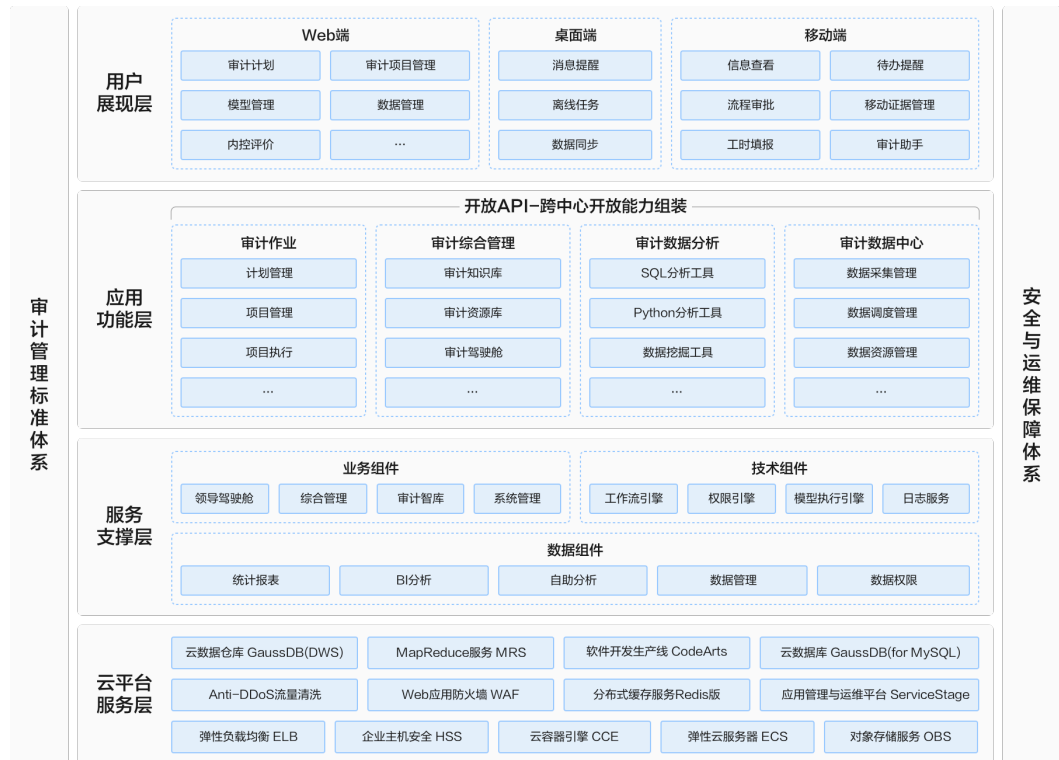 审计管理标准体系
用户
展现层
Web端
审计计划
审计项目管理
模型管理
数据管理
内控评价
...
桌面端
消息提醒
离线任务
数据同步
移动端
信息查看
待办提醒
流程审批
移动证据管理
工时填报
审计助手
应用
功能层
开放API-跨中心开放能力组装
审计作业
计划管理
项目管理
项目执行
...
审计综合管理
审计知识库
审计资源库
审计驾驶舱
...
审计数据分析
SQL分析工具
Python分析工具
数据挖掘工具
...
审计数据中心
数据采集管理
数据调度管理
数据资源管理
...
服务
支撑层
业务组件
领导驾驶舱
综合管理
审计智库
系统管理
技术组件
工作流引擎
权限引擎
模型执行引擎
日志服务
数据组件
统计报表
BI分析
自助分析
数据管理
数据权限
云平台
服务层
云数据仓库 GaussDB(DWS)
MapReduce服务 MRS
软件开发生产线 CodeArts
云数据库 GaussDB(for MySQL)
Anti-DDoS流量清洗
Web应用防火墙 WAF
分布式缓存服务Redis版
应用管理与运维平台 ServiceStage
弹性负载均衡 ELB
企业主机安全 HSS
云容器引擎 CCE
弹性云服务器 ECS
对象存储服务 OBS
安全与运维保障体系